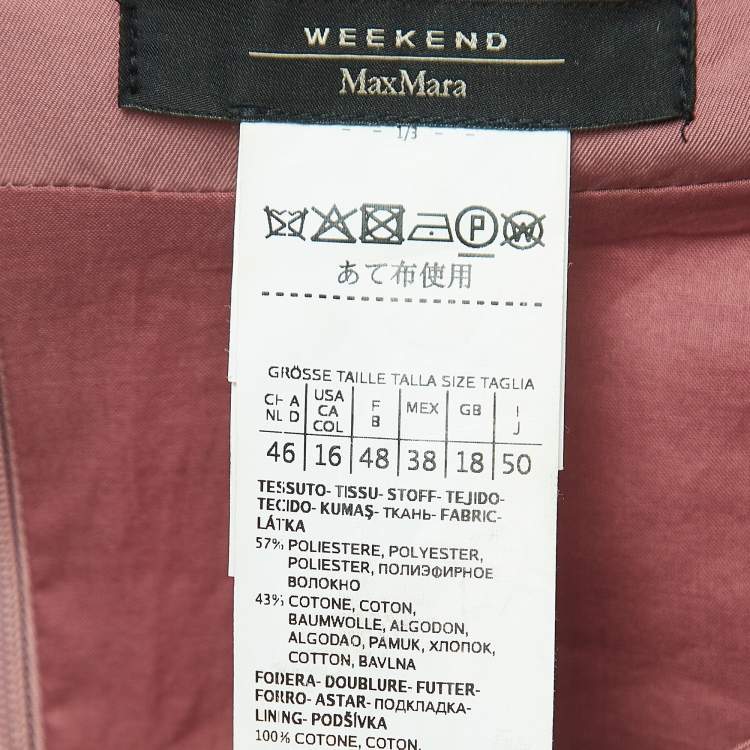 WEEKEND
MaxMara
1/3
P W
あて布使用
GRÖSSE TAILLE TALLA SIZE TAGLIA
CH A USA F MEX GB I
NL D CA B J
COL
46 16 48 38 18 50
TESSUTO- TISSU- STOFF- TEJIDO-
TECIDO- KUMAŞ- ТКАНЬ- FABRIC-
LÁTKA
57% POLIESTERE, POLYESTER,
POLIESTER, ПОЛИЭФИРНОЕ
ВОЛОКНО
43% COTONE, COTON,
BAUMWOLLE, ALGODON,
ALGODAO, PAMUK, ХЛОПОК,
COTTON, BAVLNA
FODERA- DOUBLURE- FUTTER-
FORRO- ASTAR- ПОДКЛАДКА-
LINING- PODŠÍVKA
100% COTONE, COTON,